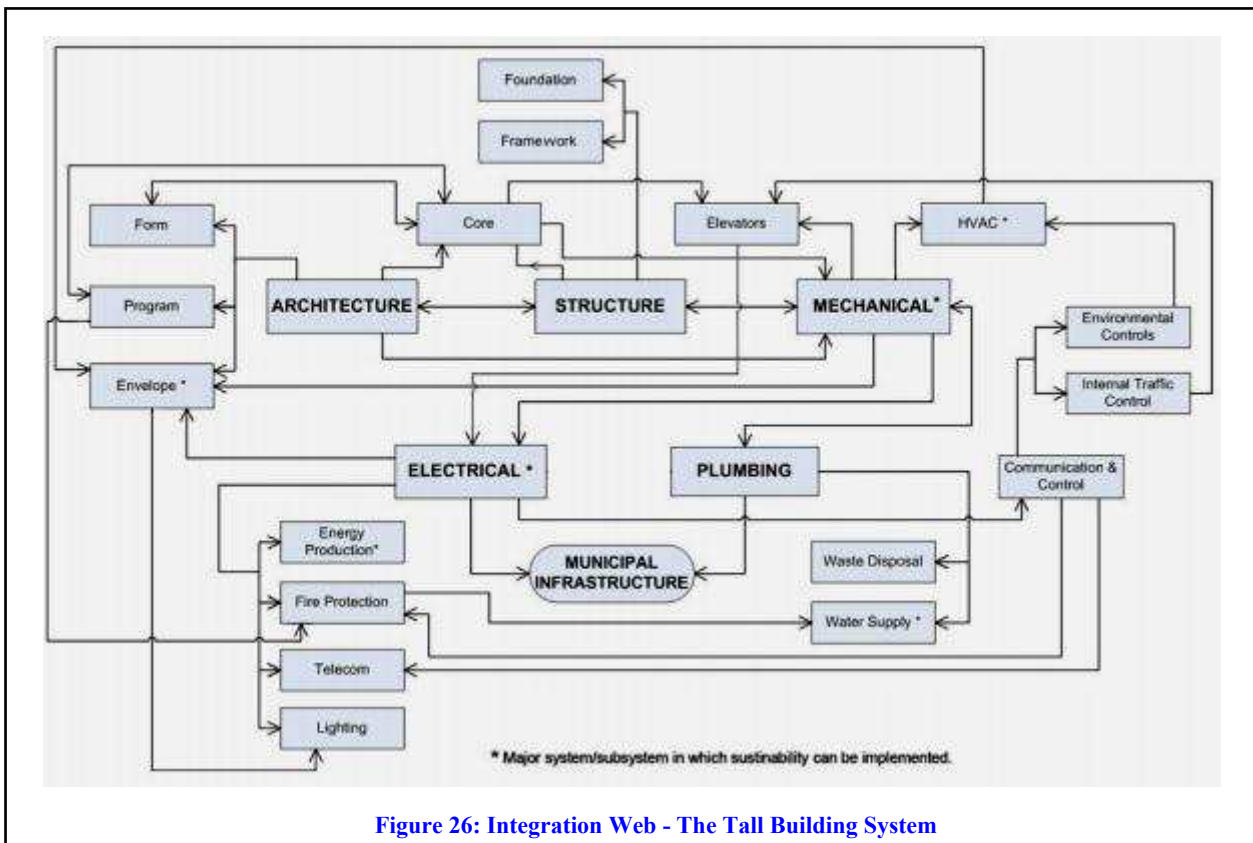 Foundation
Framework
Form
Core
Elevators
HVAC *
Program
ARCHITECTURE
STRUCTURE
MECHANICAL*
Environmental
Controls
Envelope *
Internal Traffic
Control
ELECTRICAL *
PLUMBING
Communication &
Control
Energy
Production*
MUNICIPAL
INFRASTRUCTURE
Waste Disposal
Fire Protection
Water Supply *
Telecom
Lighting
* Major system/subsystem in which sustinability can be implemented.
Figure 26: Integration Web - The Tall Building System